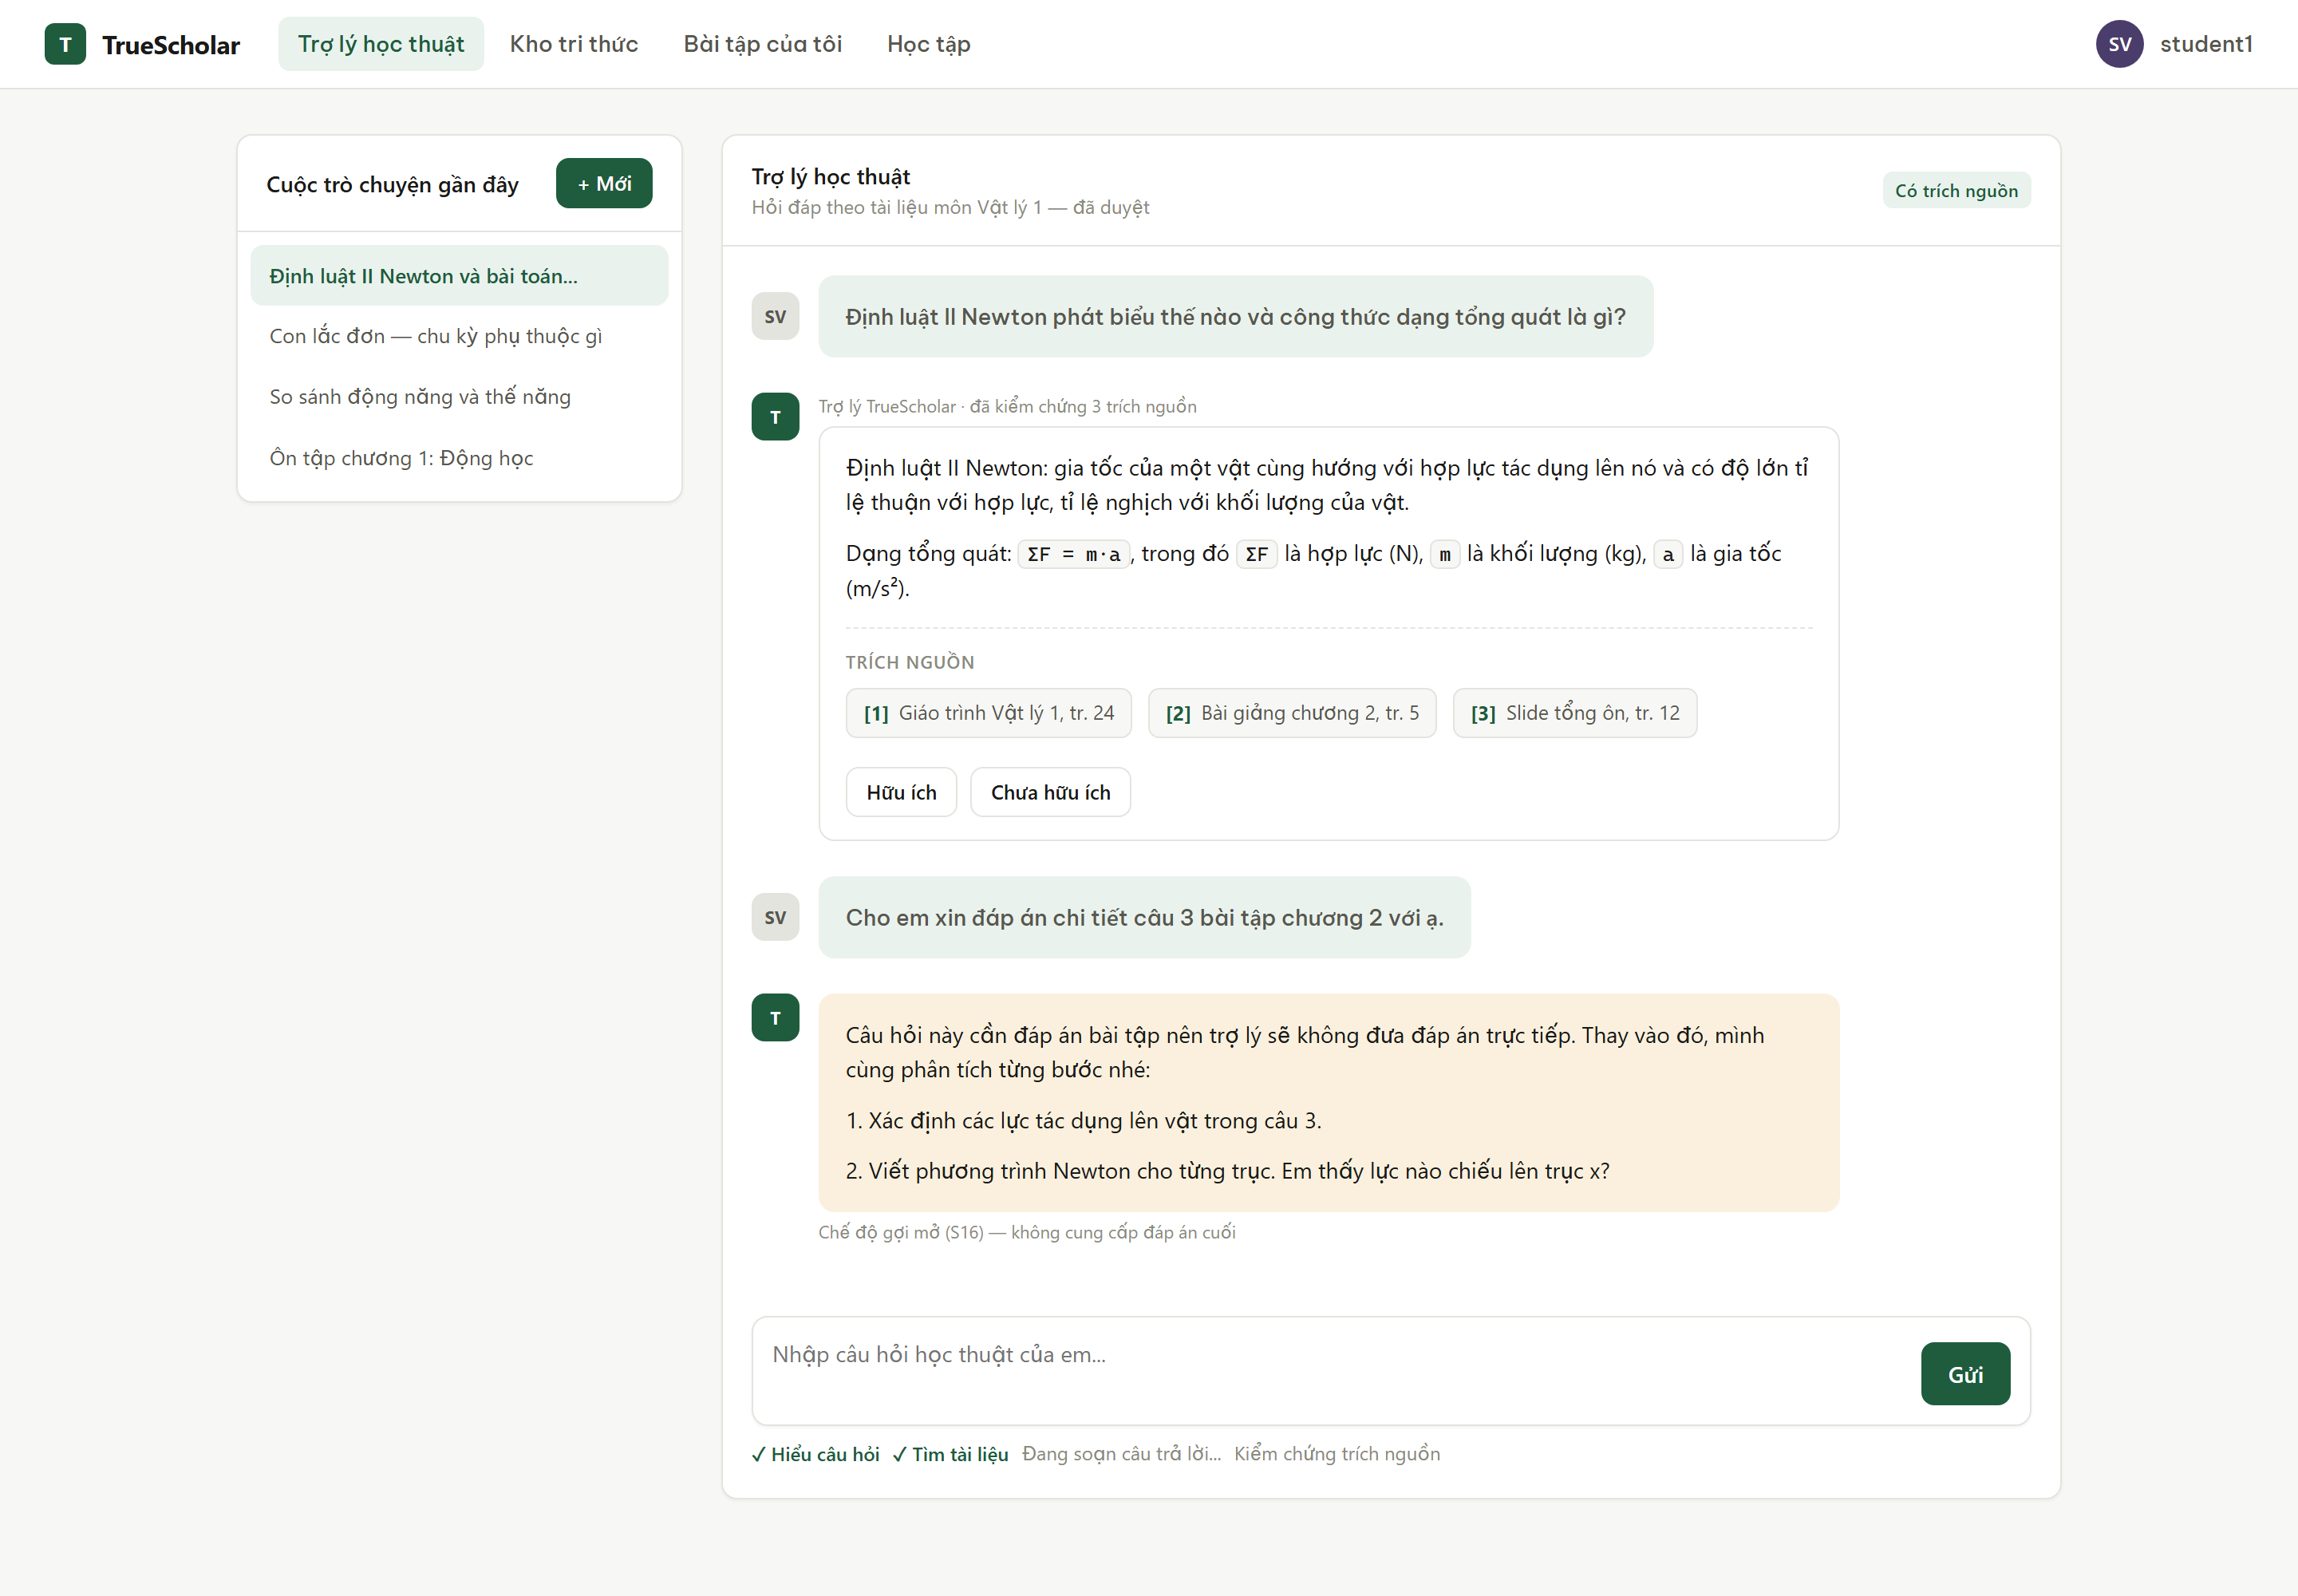 T TrueScholar Trợ lý học thuật Kho tri thức Bài tập của tôi Học tập SV student1
Cuộc trò chuyện gần đây + Mới
Định luật II Newton và bài toán...
Con lắc đơn — chu kỳ phụ thuộc gì
So sánh động năng và thế năng
Ôn tập chương 1: Động học
Trợ lý học thuật
Hỏi đáp theo tài liệu môn Vật lý 1 — đã duyệt
Có trích nguồn
SV Định luật II Newton phát biểu thế nào và công thức dạng tổng quát là gì?
T Trợ lý TrueScholar · đã kiểm chứng 3 trích nguồn
Định luật II Newton: gia tốc của một vật cùng hướng với hợp lực tác dụng lên nó và có độ lớn tỉ
lệ thuận với hợp lực, tỉ lệ nghịch với khối lượng của vật.
Dạng tổng quát: ΣF = m·a, trong đó ΣF là hợp lực (N), m là khối lượng (kg), a là gia tốc
(m/s²).
TRÍCH NGUỒN
[1] Giáo trình Vật lý 1, tr. 24 [2] Bài giảng chương 2, tr. 5 [3] Slide tổng ôn, tr. 12
Hữu ích Chưa hữu ích
SV Cho em xin đáp án chi tiết câu 3 bài tập chương 2 với ạ.
T Câu hỏi này cần đáp án bài tập nên trợ lý sẽ không đưa đáp án trực tiếp. Thay vào đó, mình
cùng phân tích từng bước nhé:
1. Xác định các lực tác dụng lên vật trong câu 3.
2. Viết phương trình Newton cho từng trục. Em thấy lực nào chiếu lên trục x?
Chế độ gợi mở (S16) — không cung cấp đáp án cuối
Nhập câu hỏi học thuật của em...
Gửi
✓ Hiểu câu hỏi ✓ Tìm tài liệu Đang soạn câu trả lời... Kiểm chứng trích nguồn